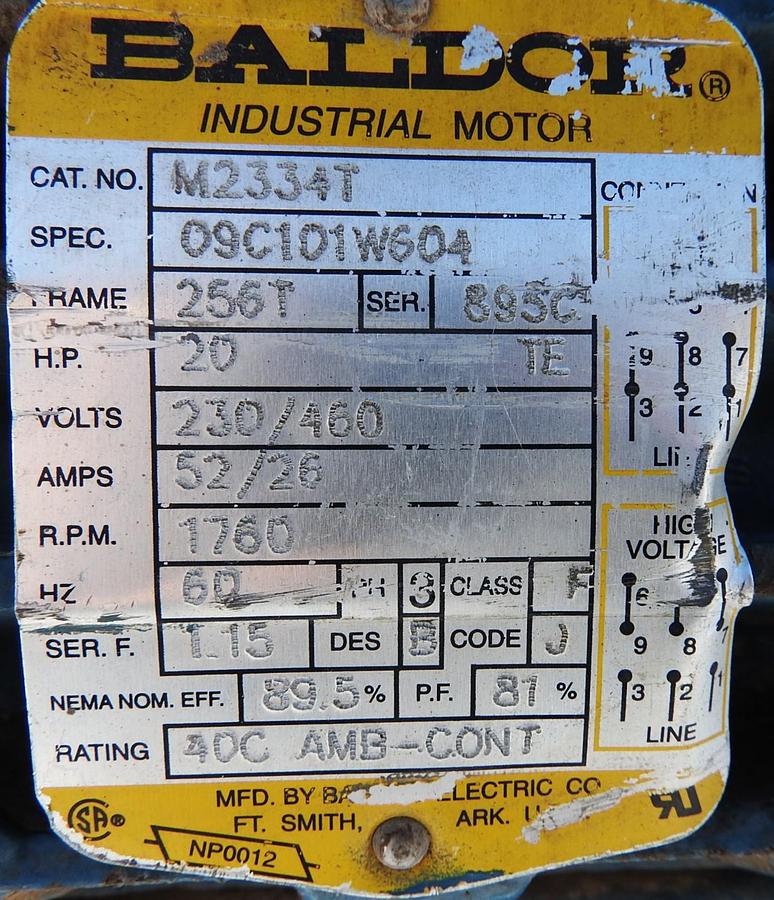 BALDOR®
INDUSTRIAL MOTOR
CAT. NO. M2334T
SPEC. 09C101W604
FRAME 256T SER. 895C
H.P. 20 TE
VOLTS 230/460
AMPS 52/26
R.P.M. 1760
HZ 60 PH 3 CLASS F
SER. F. 1.15 DES B CODE J
NEMA NOM. EFF. 89.5 % P.F. 81 %
RATING 40C AMB-CONT
9 8 7
3 2 1
HIGH
VOLTAGE
6
9 8 7
3 2 1
LINE
MFD. BY ELECTRIC CO
FT. SMITH, ARK.
SA®
NP0012